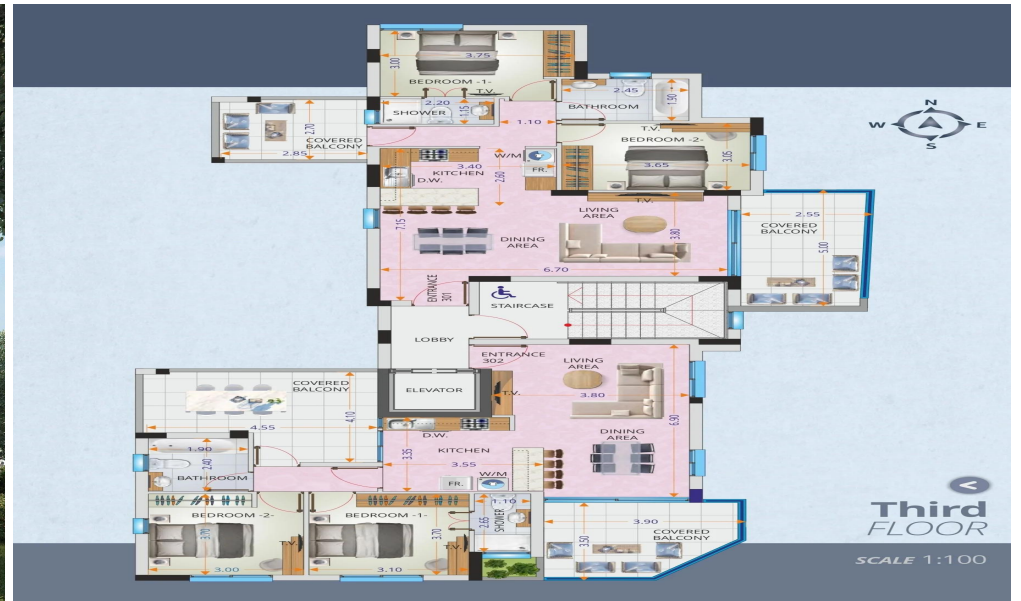 3.75
3.00
BEDROOM -1-
T.V.
2.20
1.15
SHOWER
2.45
1.90
BATHROOM
1.10
2.70
COVERED
BALCONY
2.85
T.V.
BEDROOM -2-
3.65
3.05
W/M
FR.
3.40
KITCHEN
D.W.
2.60
T.V.
LIVING
AREA
3.80
7.15
DINING
AREA
6.70
2.55
COVERED
BALCONY
5.00
N
W E
S
ENTRANCE
301
STAIRCASE
LOBBY
ENTRANCE
302
ELEVATOR
LIVING
AREA
T.V.
3.80
6.90
DINING
AREA
COVERED
BALCONY
4.55
4.10
D.W.
3.35
KITCHEN
3.55
W/M
FR.
1.90
2.40
BATHROOM
BEDROOM -2-
3.70
T.V.
3.00
BEDROOM -1-
3.70
T.V.
3.10
1.10
2.65
SHOWER
3.90
COVERED
BALCONY
3.50
<
Third
FLOOR
SCALE 1:100